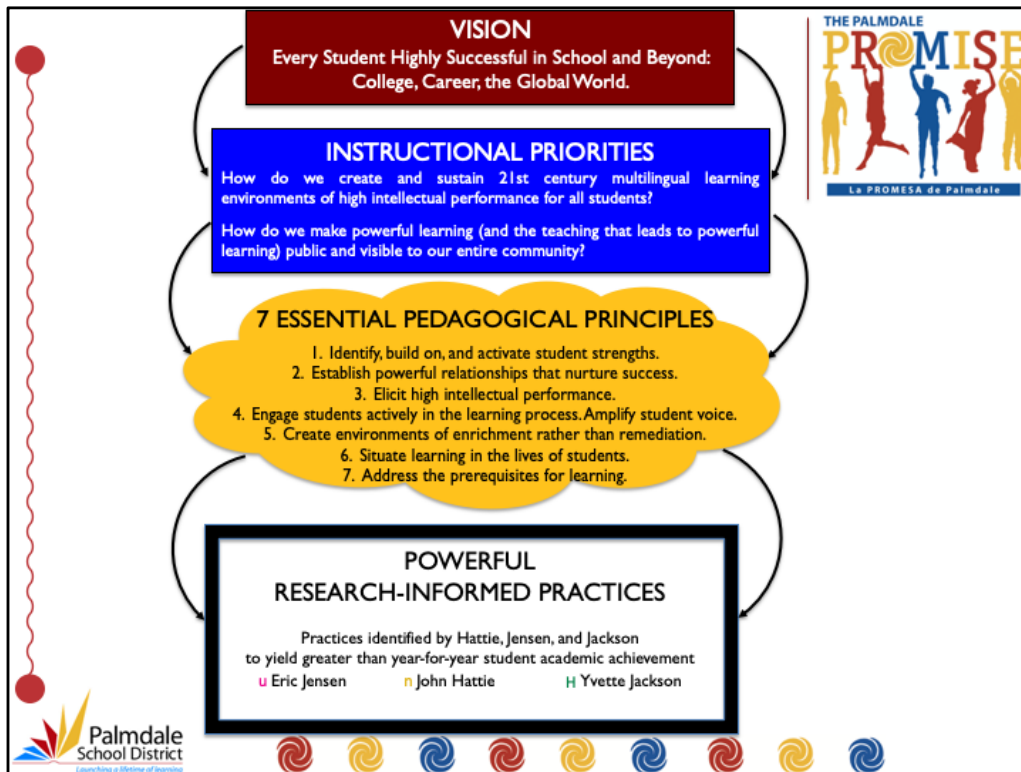 VISION
Every Student Highly Successful in School and Beyond:
College, Career, the Global World.
THE PALMDALE
PROMISE
La PROMESA de Palmdale
INSTRUCTIONAL PRIORITIES
How do we create and sustain 21st century multilingual learning
environments of high intellectual performance for all students?
How do we make powerful learning (and the teaching that leads to powerful
learning) public and visible to our entire community?
7 ESSENTIAL PEDAGOGICAL PRINCIPLES
1. Identify, build on, and activate student strengths.
2. Establish powerful relationships that nurture success.
3. Elicit high intellectual performance.
4. Engage students actively in the learning process. Amplify student voice.
5. Create environments of enrichment rather than remediation.
6. Situate learning in the lives of students.
7. Address the prerequisites for learning.
POWERFUL
RESEARCH-INFORMED PRACTICES
Practices identified by Hattie, Jensen, and Jackson
to yield greater than year-for-year student academic achievement
u Eric Jensen n John Hattie H Yvette Jackson
Palmdale
School District
Launching a lifetime of learning